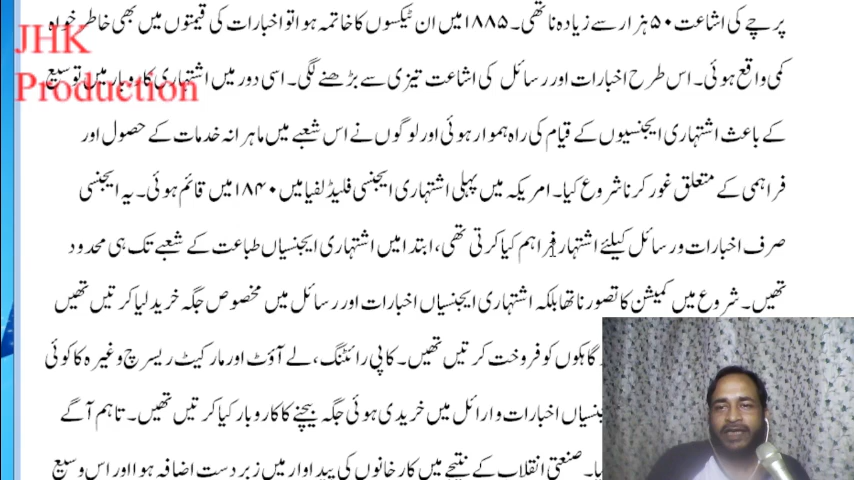 پرچے کی اشاعت ۵۰ ہزار سے زیادہ نا تھی۔ ۱۸۸۵ میں ان ٹیکسوں کا خاتمہ ہوا تو اخبارات کی قیمتوں میں بھی خاطر خواہ
JHK
کمی واقع ہوئی۔ اس طرح اخبارات اور رسائل کی اشاعت تیزی سے بڑھنے لگی۔ اسی دور میں اشتہاری کاروبار میں توسیع
Production
کے باعث اشتہاری ایجنسیوں کے قیام کی راہ ہموار ہوئی اور لوگوں نے اس شعبے میں ماہرانہ خدمات کے حصول اور
فراہمی کے متعلق غور کرنا شروع کیا۔ امریکہ میں پہلی اشتہاری ایجنسی فلیڈلفیا میں ۱۸۴۰ میں قائم ہوئی۔ یہ ایجنسی
صرف اخبارات ورسائل کیلئے اشتہار فراہم کیا کرتی تھی، ابتدا میں اشتہاری ایجنسیاں طباعت کے شعبے تک ہی محدود
تھیں۔ شروع میں کمیشن کا تصور نا تھا بلکہ اشتہاری ایجنسیاں اخبارات اور رسائل میں مخصوص جگہ خرید لیا کرتیں تھیں
گاہکوں کو فروخت کرتیں تھیں۔ کاپی رائٹنگ، لے آؤٹ اور مارکیٹ ریسرچ وغیرہ کا کوئی
اخبارات و ارائل میں خریدی ہوئی جگہ بیچنے کا کاروبار کیا کرتیں تھیں۔ تاہم آگے
صنعتی انقلاب کے نتیجے میں کارخانوں کی پیداوار میں زبردست اضافہ ہوا اور اس وسیع